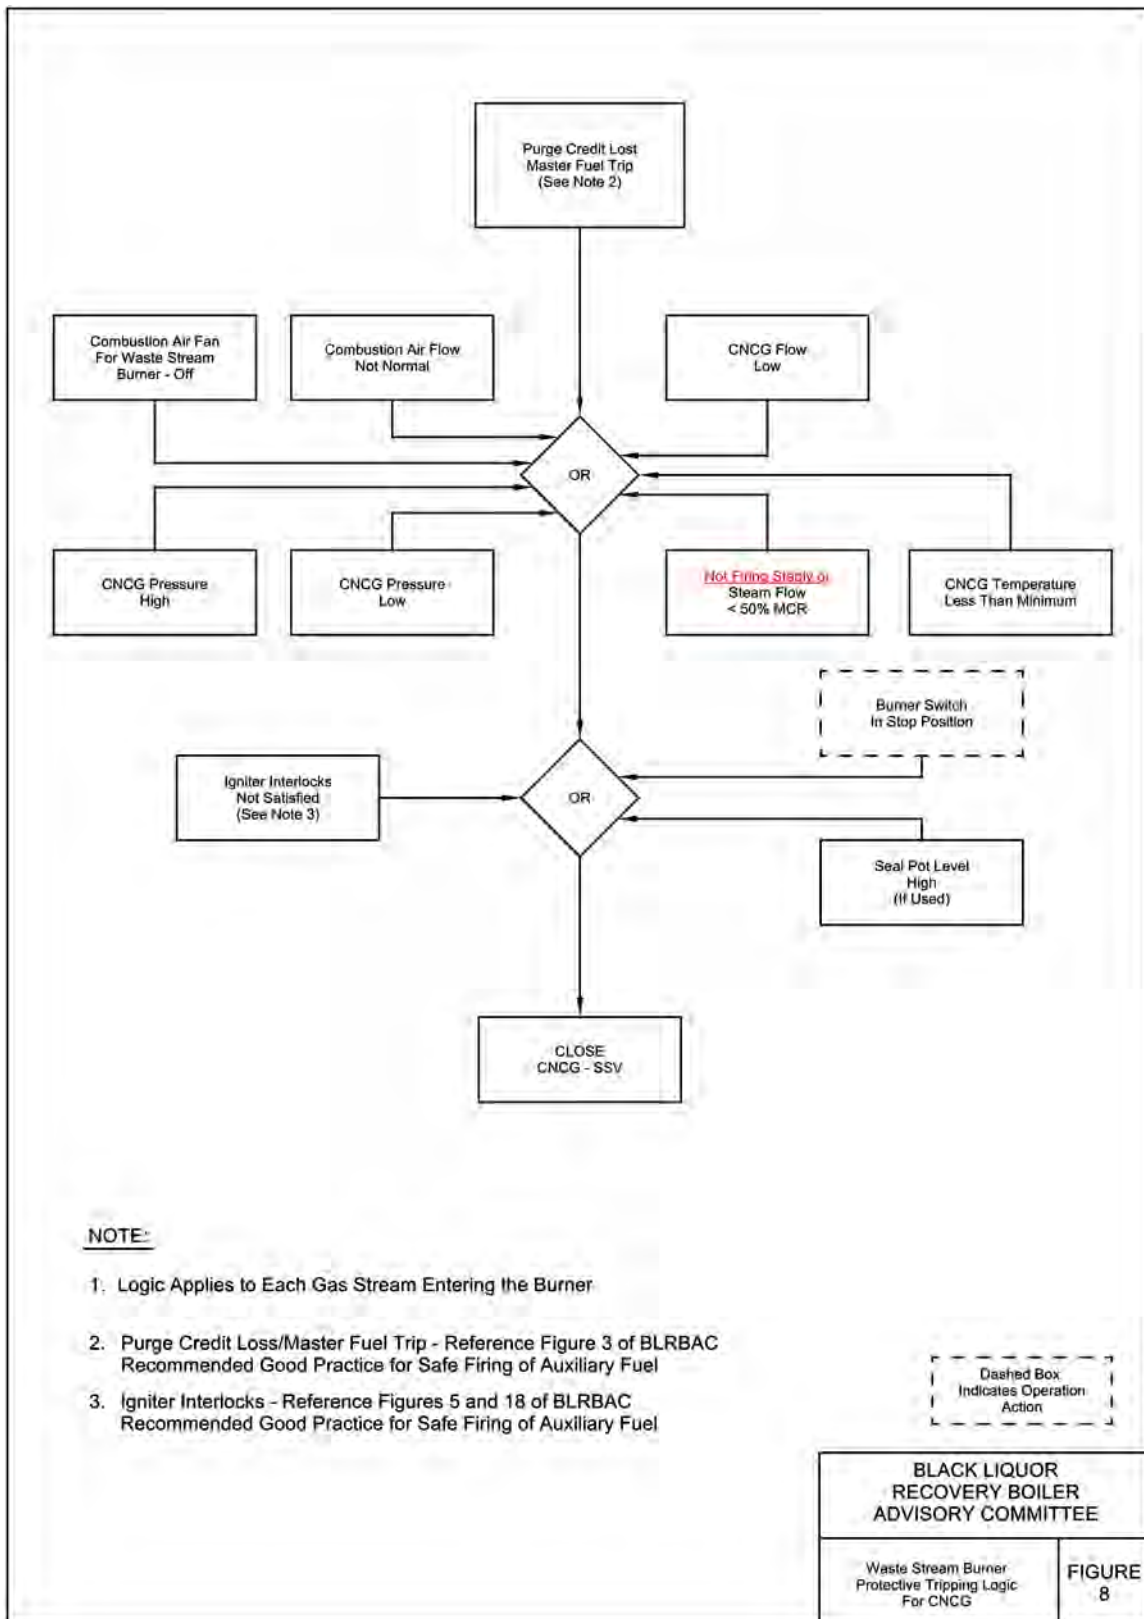 Purge Credit Lost
Master Fuel Trip
(See Note 2)
Combustion Air Fan
For Waste Stream
Burner - Off
Combustion Air Flow
Not Normal
CNCG Flow
Low
OR
CNCG Pressure
High
CNCG Pressure
Low
Not Firing Stably or
Steam Flow
< 50% MCR
CNCG Temperature
Less Than Minimum
Burner Switch
In Stop Position
Igniter Interlocks
Not Satisfied
(See Note 3)
OR
Seal Pot Level
High
(If Used)
CLOSE
CNCG - SSV
NOTE:
1. Logic Applies to Each Gas Stream Entering the Burner
2. Purge Credit Loss/Master Fuel Trip - Reference Figure 3 of BLRBAC
Recommended Good Practice for Safe Firing of Auxiliary Fuel
3. Igniter Interlocks - Reference Figures 5 and 18 of BLRBAC
Recommended Good Practice for Safe Firing of Auxiliary Fuel
Dashed Box
Indicates Operation
Action
BLACK LIQUOR
RECOVERY BOILER
ADVISORY COMMITTEE
Waste Stream Burner
Protective Tripping Logic
For CNCG
FIGURE
8